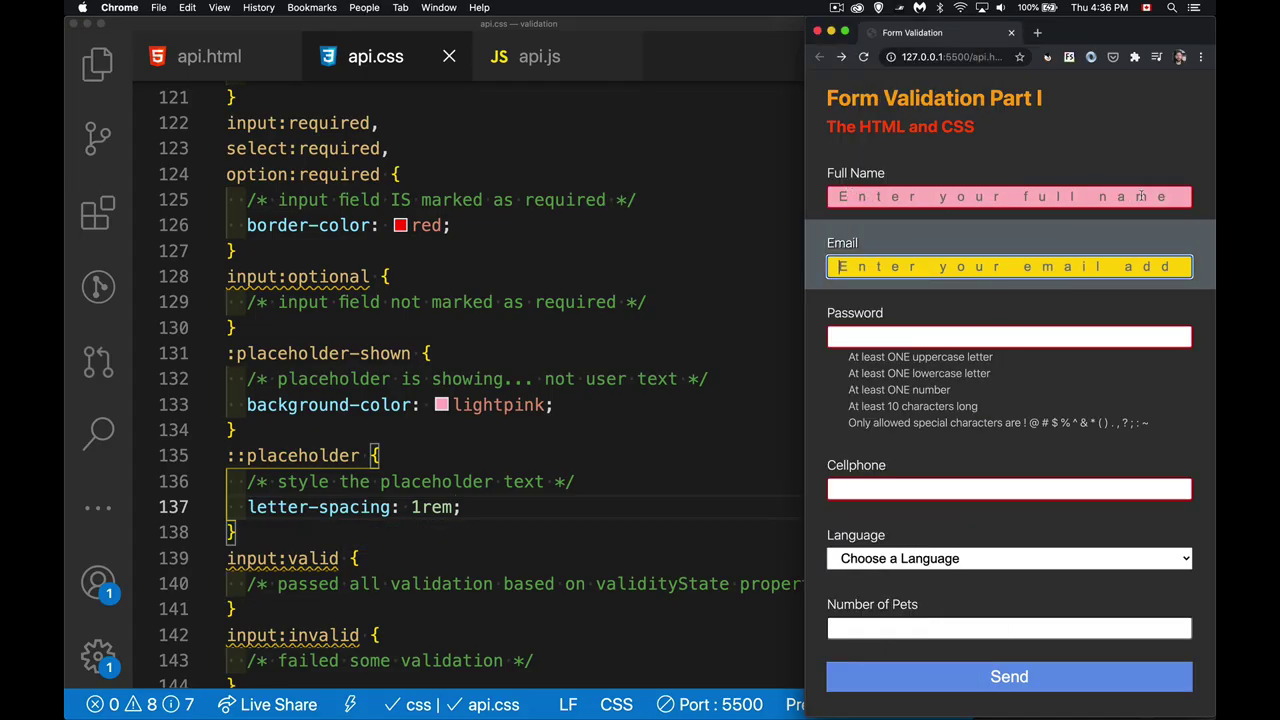 Chrome File Edit View History Bookmarks People Tab Window Help
100% Thu 4:36 PM
api.css — validation
api.html
api.css
JS api.js
121 }
122 input:required,
123 select:required,
124 option:required {
125 /* input field IS marked as required */
126 border-color: red;
127 }
128 input:optional {
129 /* input field not marked as required */
130 }
131 :placeholder-shown {
132 /* placeholder is showing... not user text */
133 background-color: lightpink;
134 }
135 ::placeholder {
136 /* style the placeholder text */
137 letter-spacing: 1rem;
138 }
139 input:valid {
140 /* passed all validation based on validityState propert
141 }
142 input:invalid {
143 /* failed some validation */
144 }
1
1
0 8 7 Live Share css | api.css LF CSS Port : 5500 Pre
Form Validation
127.0.0.1:5500/api.h...
Form Validation Part I
The HTML and CSS
Full Name
Enter your full name
Email
Enter your email add
Password
At least ONE uppercase letter
At least ONE lowercase letter
At least ONE number
At least 10 characters long
Only allowed special characters are ! @ # $ % ^ & * ( ) . , ? ; : ~
Cellphone
Language
Choose a Language
Number of Pets
Send